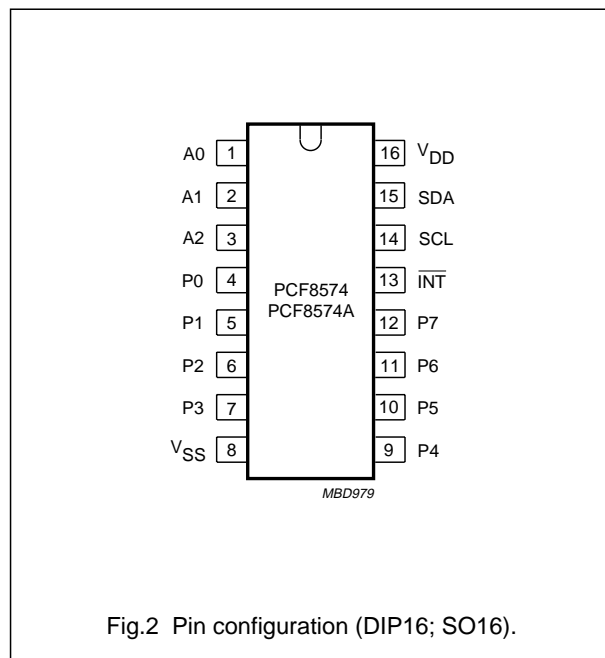 A0 1 16 VDD
A1 2 15 SDA
A2 3 14 SCL
P0 4 13 INT
PCF8574
PCF8574A
P1 5 12 P7
P2 6 11 P6
P3 7 10 P5
VSS 8 9 P4
MBD979
Fig.2 Pin configuration (DIP16; SO16).